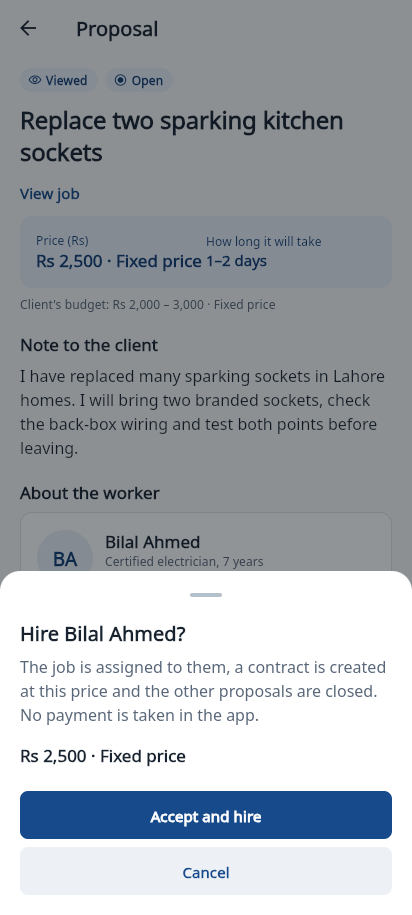 Proposal
Viewed
Open
Replace two sparking kitchen
sockets
View job
Price (Rs)
Rs 2,500 · Fixed price
How long it will take
1–2 days
Client's budget: Rs 2,000 – 3,000 · Fixed price
Note to the client
I have replaced many sparking sockets in Lahore
homes. I will bring two branded sockets, check
the back-box wiring and test both points before
leaving.
About the worker
BA
Bilal Ahmed
Certified electrician, 7 years
Hire Bilal Ahmed?
The job is assigned to them, a contract is created
at this price and the other proposals are closed.
No payment is taken in the app.
Rs 2,500 · Fixed price
Accept and hire
Cancel